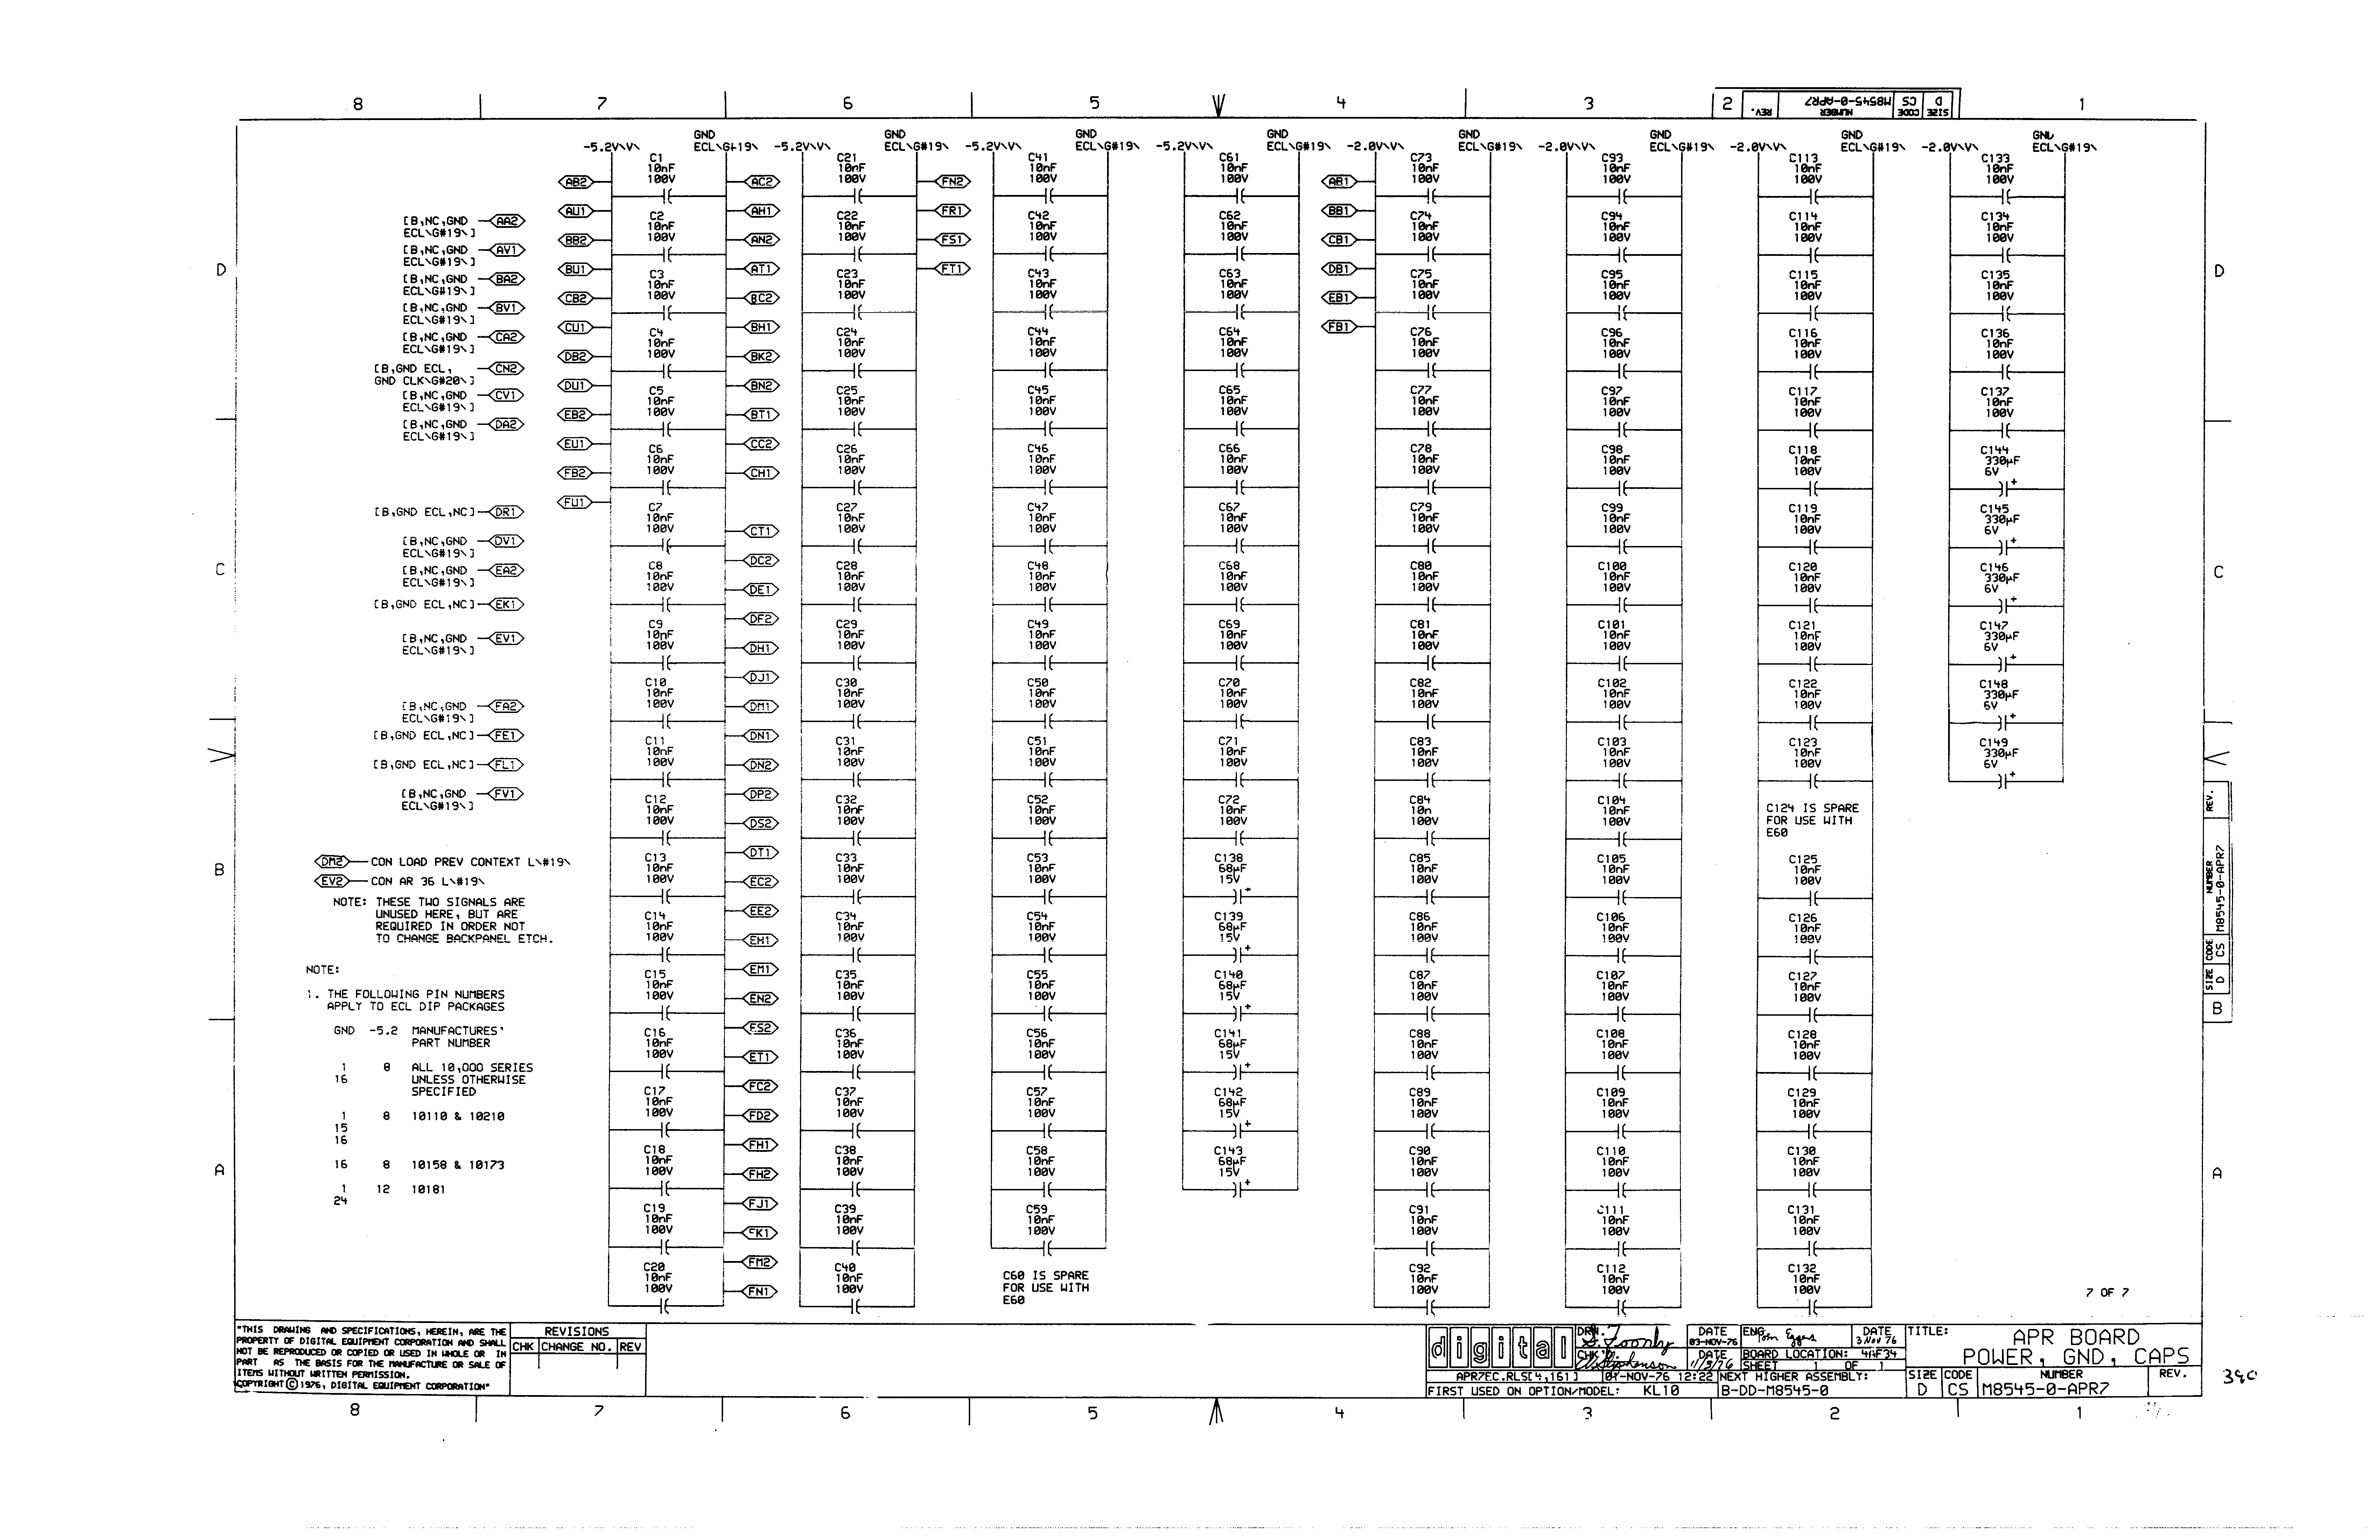 8 7 6 5 4 3 2 1
SIZE CODE NUMBER REV.
D CS M8545-0-APR7
-5.2V\V\ GND ECL\G#19\ -5.2V\V\ GND ECL\G#19\ -5.2V\V\ GND ECL\G#19\ -5.2V\V\ GND ECL\G#19\ -2.0V\V\ GND ECL\G#19\ -2.0V\V\ GND ECL\G#19\ -2.0V\V\ GND ECL\G#19\ -2.0V\V\ GND ECL\G#19\
D
C
B
A
[B,NC,GND AA2
ECL\G#19\]
[B,NC,GND AV1
ECL\G#19\]
[B,NC,GND BA2
ECL\G#19\]
[B,NC,GND BV1
ECL\G#19\]
[B,NC,GND CA2
ECL\G#19\]
[B,GND ECL, CN2
GND CLK\G#20\]
[B,NC,GND CV1
ECL\G#19\]
[B,NC,GND DA2
ECL\G#19\]
[B,GND ECL,NC] DR1
[B,NC,GND DV1
ECL\G#19\]
[B,NC,GND EA2
ECL\G#19\]
[B,GND ECL,NC] EK1
[B,NC,GND EV1
ECL\G#19\]
[B,NC,GND FA2
ECL\G#19\]
[B,GND ECL,NC] FE1
[B,GND ECL,NC] FL1
[B,NC,GND FV1
ECL\G#19\]
DM2 CON LOAD PREV CONTEXT L\#19\
EV2 CON AR 36 L\#19\
NOTE: THESE TWO SIGNALS ARE
UNUSED HERE, BUT ARE
REQUIRED IN ORDER NOT
TO CHANGE BACKPANEL ETCH.
NOTE:
1. THE FOLLOWING PIN NUMBERS
APPLY TO ECL DIP PACKAGES
GND -5.2 MANUFACTURES'
PART NUMBER
1 8 ALL 10,000 SERIES
16 UNLESS OTHERWISE
SPECIFIED
1 8 10110 & 10210
15
16
16 8 10158 & 10173
1 12 10181
24
AB2
AU1
BB2
BU1
CB2
CU1
DB2
DU1
EB2
EU1
FB2
FU1
C1 10nF 100V
C2 10nF 100V
C3 10nF 100V
C4 10nF 100V
C5 10nF 100V
C6 10nF 100V
C7 10nF 100V
C8 10nF 100V
C9 10nF 100V
C10 10nF 100V
C11 10nF 100V
C12 10nF 100V
C13 10nF 100V
C14 10nF 100V
C15 10nF 100V
C16 10nF 100V
C17 10nF 100V
C18 10nF 100V
C19 10nF 100V
C20 10nF 100V
AC2
AH1
AN2
AT1
BC2
BH1
BK2
BN2
BT1
CC2
CH1
CT1
DC2
DE1
DF2
DH1
DJ1
DM1
DN1
DN2
DP2
DS2
DT1
EC2
EE2
EH1
EM1
EN2
ES2
ET1
FC2
FD2
FH1
FH2
FJ1
FK1
FM2
FN1
C21 10nF 100V
C22 10nF 100V
C23 10nF 100V
C24 10nF 100V
C25 10nF 100V
C26 10nF 100V
C27 10nF 100V
C28 10nF 100V
C29 10nF 100V
C30 10nF 100V
C31 10nF 100V
C32 10nF 100V
C33 10nF 100V
C34 10nF 100V
C35 10nF 100V
C36 10nF 100V
C37 10nF 100V
C38 10nF 100V
C39 10nF 100V
C40 10nF 100V
FN2
FR1
FS1
FT1
C41 10nF 100V
C42 10nF 100V
C43 10nF 100V
C44 10nF 100V
C45 10nF 100V
C46 10nF 100V
C47 10nF 100V
C48 10nF 100V
C49 10nF 100V
C50 10nF 100V
C51 10nF 100V
C52 10nF 100V
C53 10nF 100V
C54 10nF 100V
C55 10nF 100V
C56 10nF 100V
C57 10nF 100V
C58 10nF 100V
C59 10nF 100V
C60 IS SPARE
FOR USE WITH
E60
C61 10nF 100V
C62 10nF 100V
C63 10nF 100V
C64 10nF 100V
C65 10nF 100V
C66 10nF 100V
C67 10nF 100V
C68 10nF 100V
C69 10nF 100V
C70 10nF 100V
C71 10nF 100V
C72 10nF 100V
C138 68µF 15V +
C139 68µF 15V +
C140 68µF 15V +
C141 68µF 15V +
C142 68µF 15V +
C143 68µF 15V +
AB1
BB1
CB1
DB1
EB1
FB1
C73 10nF 100V
C74 10nF 100V
C75 10nF 100V
C76 10nF 100V
C77 10nF 100V
C78 10nF 100V
C79 10nF 100V
C80 10nF 100V
C81 10nF 100V
C82 10nF 100V
C83 10nF 100V
C84 10n 100V
C85 10nF 100V
C86 10nF 100V
C87 10nF 100V
C88 10nF 100V
C89 10nF 100V
C90 10nF 100V
C91 10nF 100V
C92 10nF 100V
C93 10nF 100V
C94 10nF 100V
C95 10nF 100V
C96 10nF 100V
C97 10nF 100V
C98 10nF 100V
C99 10nF 100V
C100 10nF 100V
C101 10nF 100V
C102 10nF 100V
C103 10nF 100V
C104 10nF 100V
C105 10nF 100V
C106 10nF 100V
C107 10nF 100V
C108 10nF 100V
C109 10nF 100V
C110 10nF 100V
C111 10nF 100V
C112 10nF 100V
C113 10nF 100V
C114 10nF 100V
C115 10nF 100V
C116 10nF 100V
C117 10nF 100V
C118 10nF 100V
C119 10nF 100V
C120 10nF 100V
C121 10nF 100V
C122 10nF 100V
C123 10nF 100V
C124 IS SPARE
FOR USE WITH
E60
C125 10nF 100V
C126 10nF 100V
C127 10nF 100V
C128 10nF 100V
C129 10nF 100V
C130 10nF 100V
C131 10nF 100V
C132 10nF 100V
C133 10nF 100V
C134 10nF 100V
C135 10nF 100V
C136 10nF 100V
C137 10nF 100V
C144 330µF 6V +
C145 330µF 6V +
C146 330µF 6V +
C147 330µF 6V +
C148 330µF 6V +
C149 330µF 6V +
D
C
B
A
SIZE CODE NUMBER REV.
D CS M8545-0-APR7
7 OF 7
"THIS DRAWING AND SPECIFICATIONS, HEREIN, ARE THE
PROPERTY OF DIGITAL EQUIPMENT CORPORATION AND SHALL
NOT BE REPRODUCED OR COPIED OR USED IN WHOLE OR IN
PART AS THE BASIS FOR THE MANUFACTURE OR SALE OF
ITEMS WITHOUT WRITTEN PERMISSION.
COPYRIGHT © 1976, DIGITAL EQUIPMENT CORPORATION"
REVISIONS
CHK CHANGE NO. REV
digital
DRN. DATE 03-NOV-76
CHK'D. DATE 11/3/76
ENG. Tom Eggers DATE 3 NOV 76
BOARD LOCATION: 4AF34
SHEET 1 OF 1
APR7EC.RLS[4,161] 01-NOV-76 12:22 NEXT HIGHER ASSEMBLY:
FIRST USED ON OPTION/MODEL: KL10 B-DD-M8545-0
TITLE: APR BOARD
POWER, GND, CAPS
SIZE CODE NUMBER REV.
D CS M8545-0-APR7
8 7 6 5 4 3 2 1